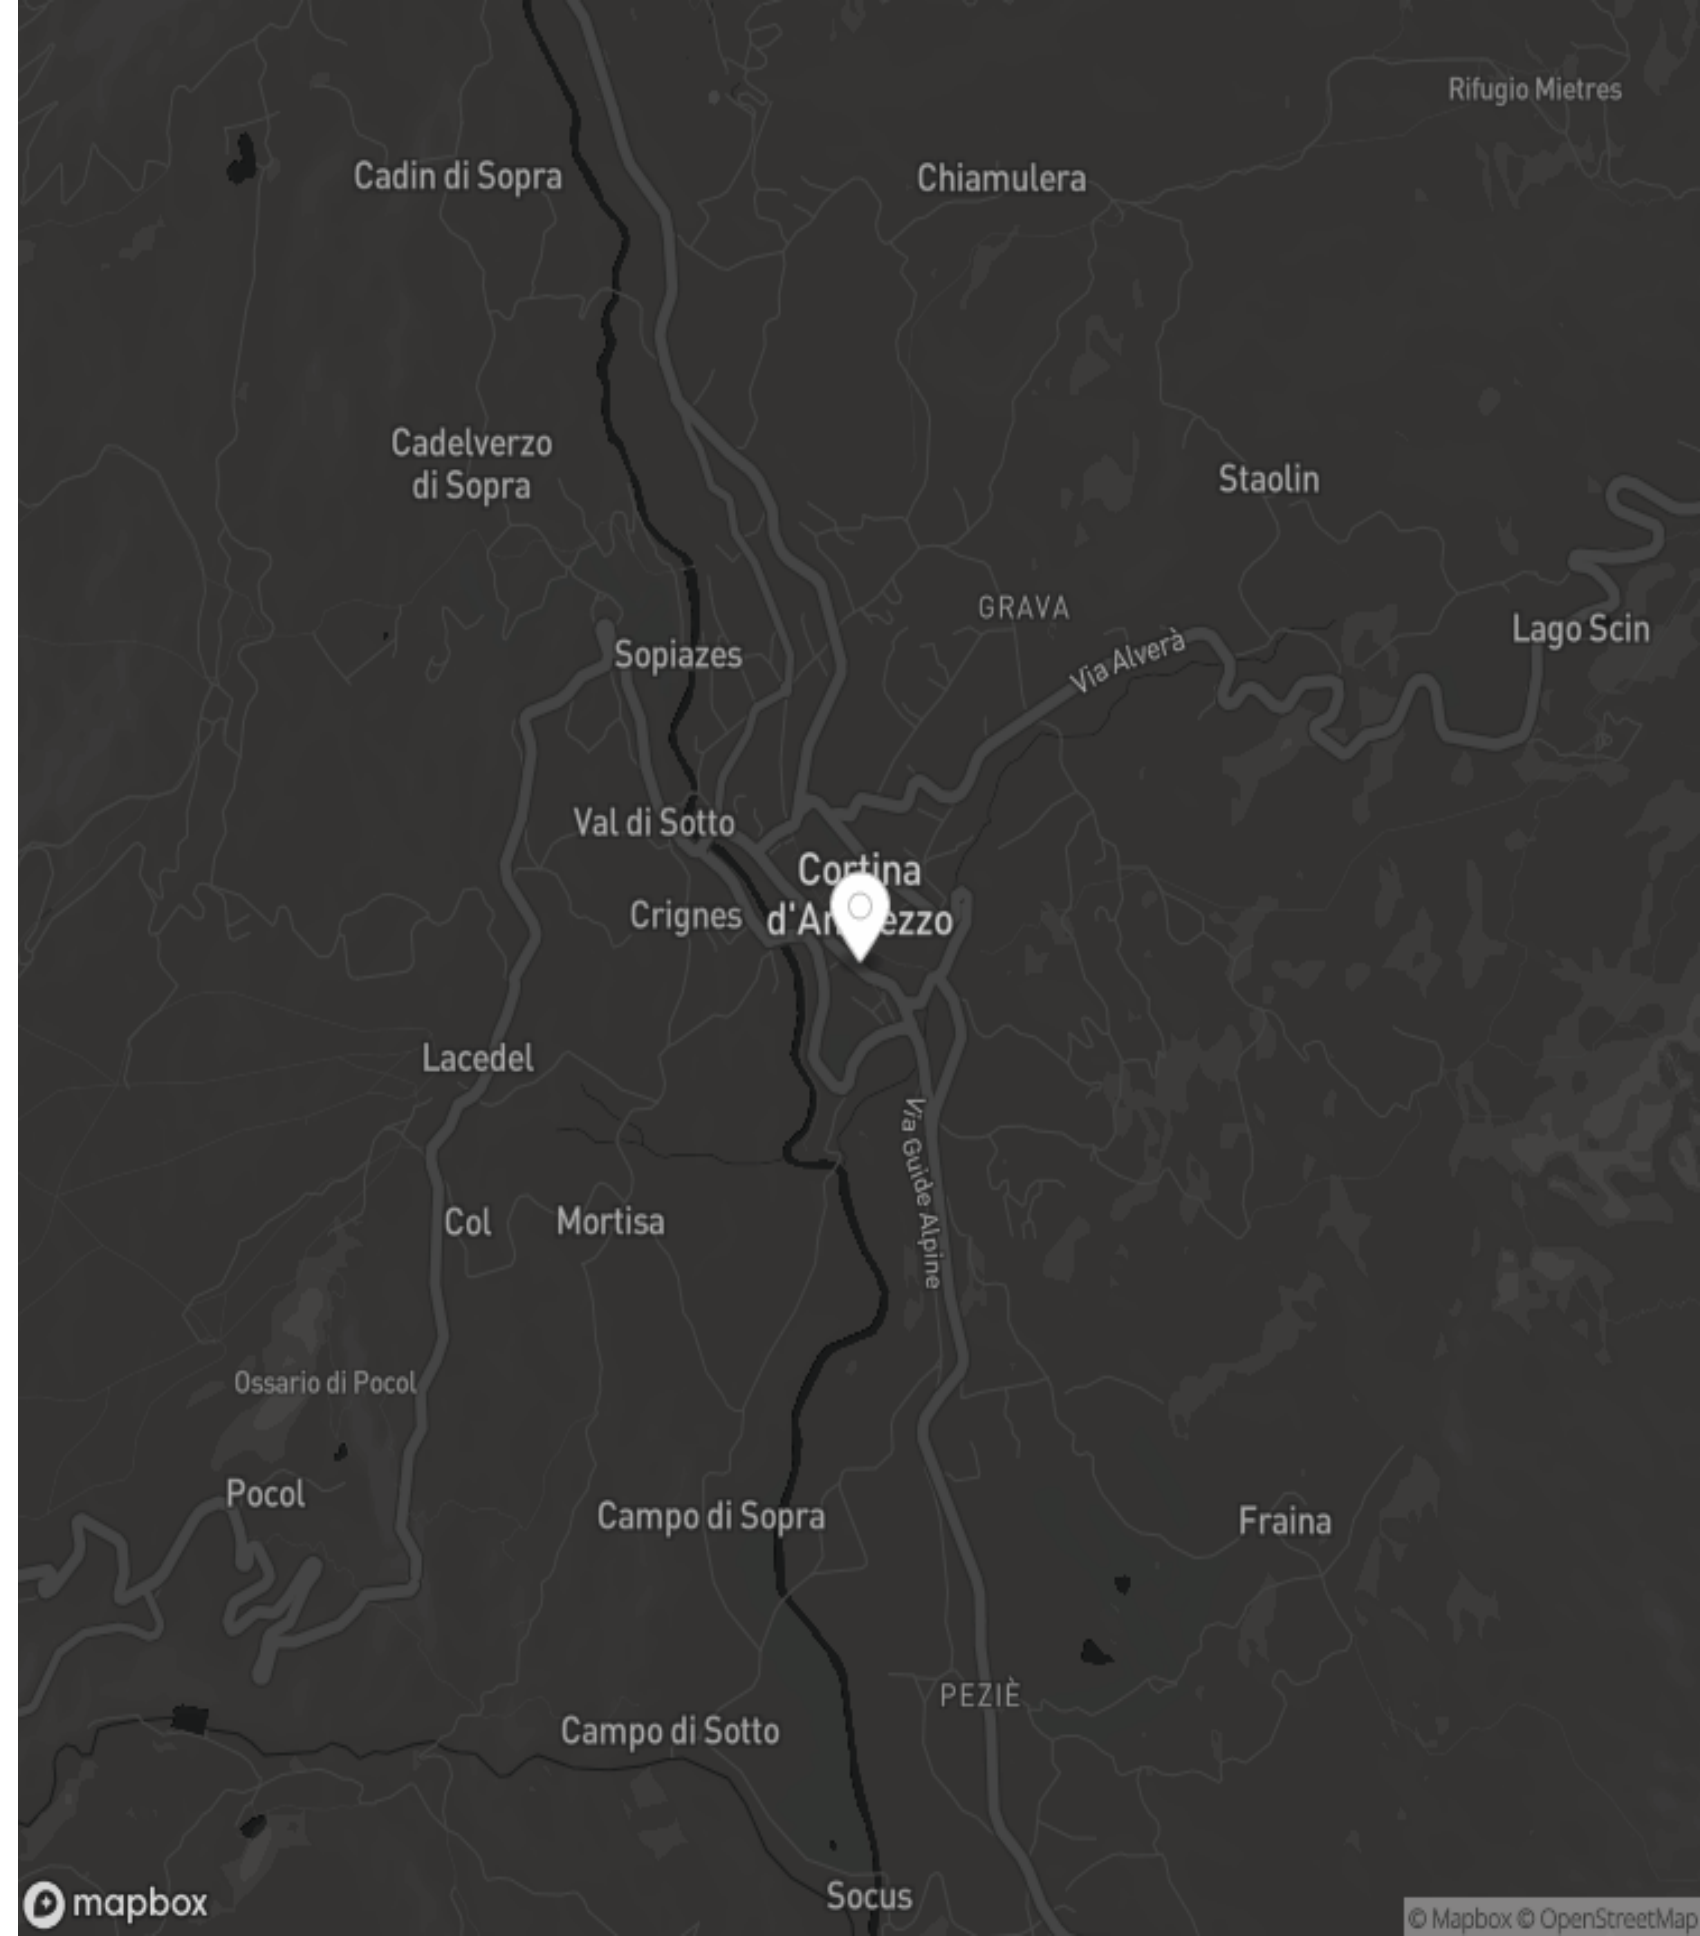 Rifugio Mietres
Cadin di Sopra
Chiamulera
Cadelverzo
di Sopra
Staolin
GRAVA
Lago Scin
Via Alverà
Sopiazes
Val di Sotto
Cortina
Crignes
Lacedel
Via Guide Alpine
Col
Mortisa
Ossario di Pocol
Pocol
Campo di Sopra
Fraina
PEZIÈ
Campo di Sotto
Socus
mapbox
© Mapbox © OpenStreetMap